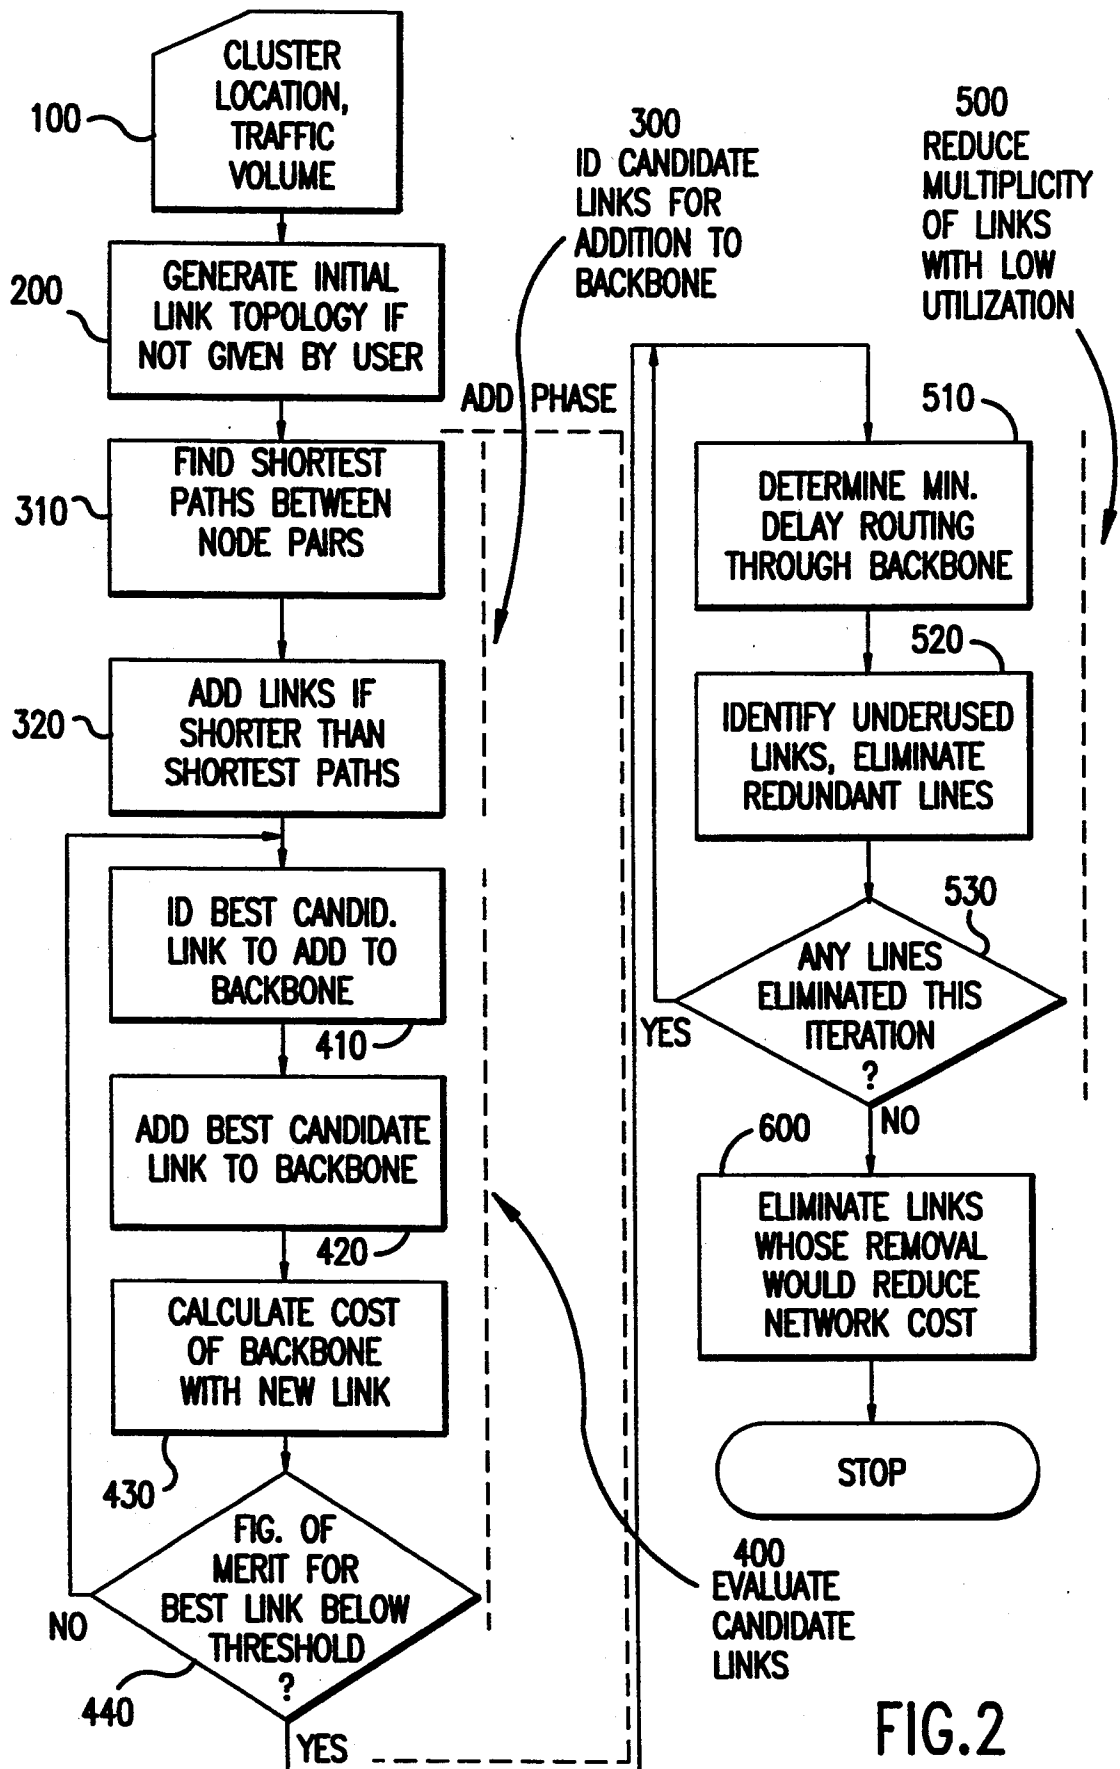 CLUSTER
LOCATION,
TRAFFIC
VOLUME
100
GENERATE INITIAL
LINK TOPOLOGY IF
NOT GIVEN BY USER
200
ADD PHASE
FIND SHORTEST
PATHS BETWEEN
NODE PAIRS
310
ADD LINKS IF
SHORTER THAN
SHORTEST PATHS
320
300
ID CANDIDATE
LINKS FOR
ADDITION TO
BACKBONE
ID BEST CANDID.
LINK TO ADD TO
BACKBONE
410
ADD BEST CANDIDATE
LINK TO BACKBONE
420
CALCULATE COST
OF BACKBONE
WITH NEW LINK
430
FIG. OF
MERIT FOR
BEST LINK BELOW
THRESHOLD
?
NO
440
YES
400
EVALUATE
CANDIDATE
LINKS
500
REDUCE
MULTIPLICITY
OF LINKS
WITH LOW
UTILIZATION
510
DETERMINE MIN.
DELAY ROUTING
THROUGH BACKBONE
520
IDENTIFY UNDERUSED
LINKS, ELIMINATE
REDUNDANT LINES
530
ANY LINES
ELIMINATED THIS
ITERATION
?
YES
NO
600
ELIMINATE LINKS
WHOSE REMOVAL
WOULD REDUCE
NETWORK COST
STOP
FIG.2